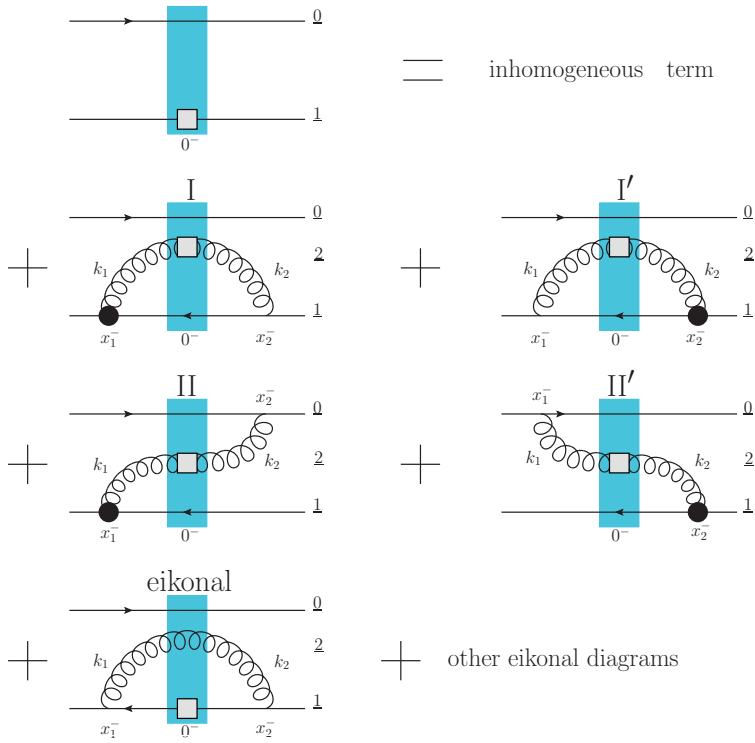 0
1
0⁻
= inhomogeneous term
I
I′
0
0
+
k₁
k₂
2
+
k₁
k₂
2
1
1
x₁⁻
0⁻
x₂⁻
x₁⁻
0⁻
x₂⁻
II
x₂⁻
x₁⁻
II′
0
0
+
k₁
k₂
2
+
k₁
k₂
2
1
1
x₁⁻
0⁻
0⁻
x₂⁻
eikonal
0
+
k₁
k₂
2
+ other eikonal diagrams
1
x₁⁻
0⁻
x₂⁻